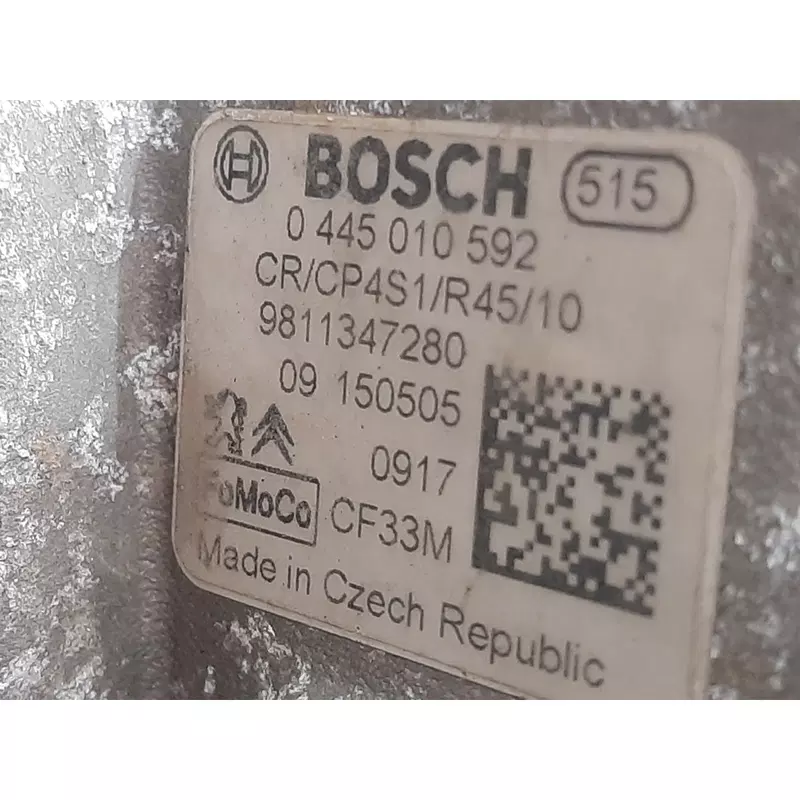 BOSCH 515
0 445 010 592
CR/CP4S1/R45/10
9811347280
09 150505
0917
FoMoCo CF33M
Made in Czech Republic